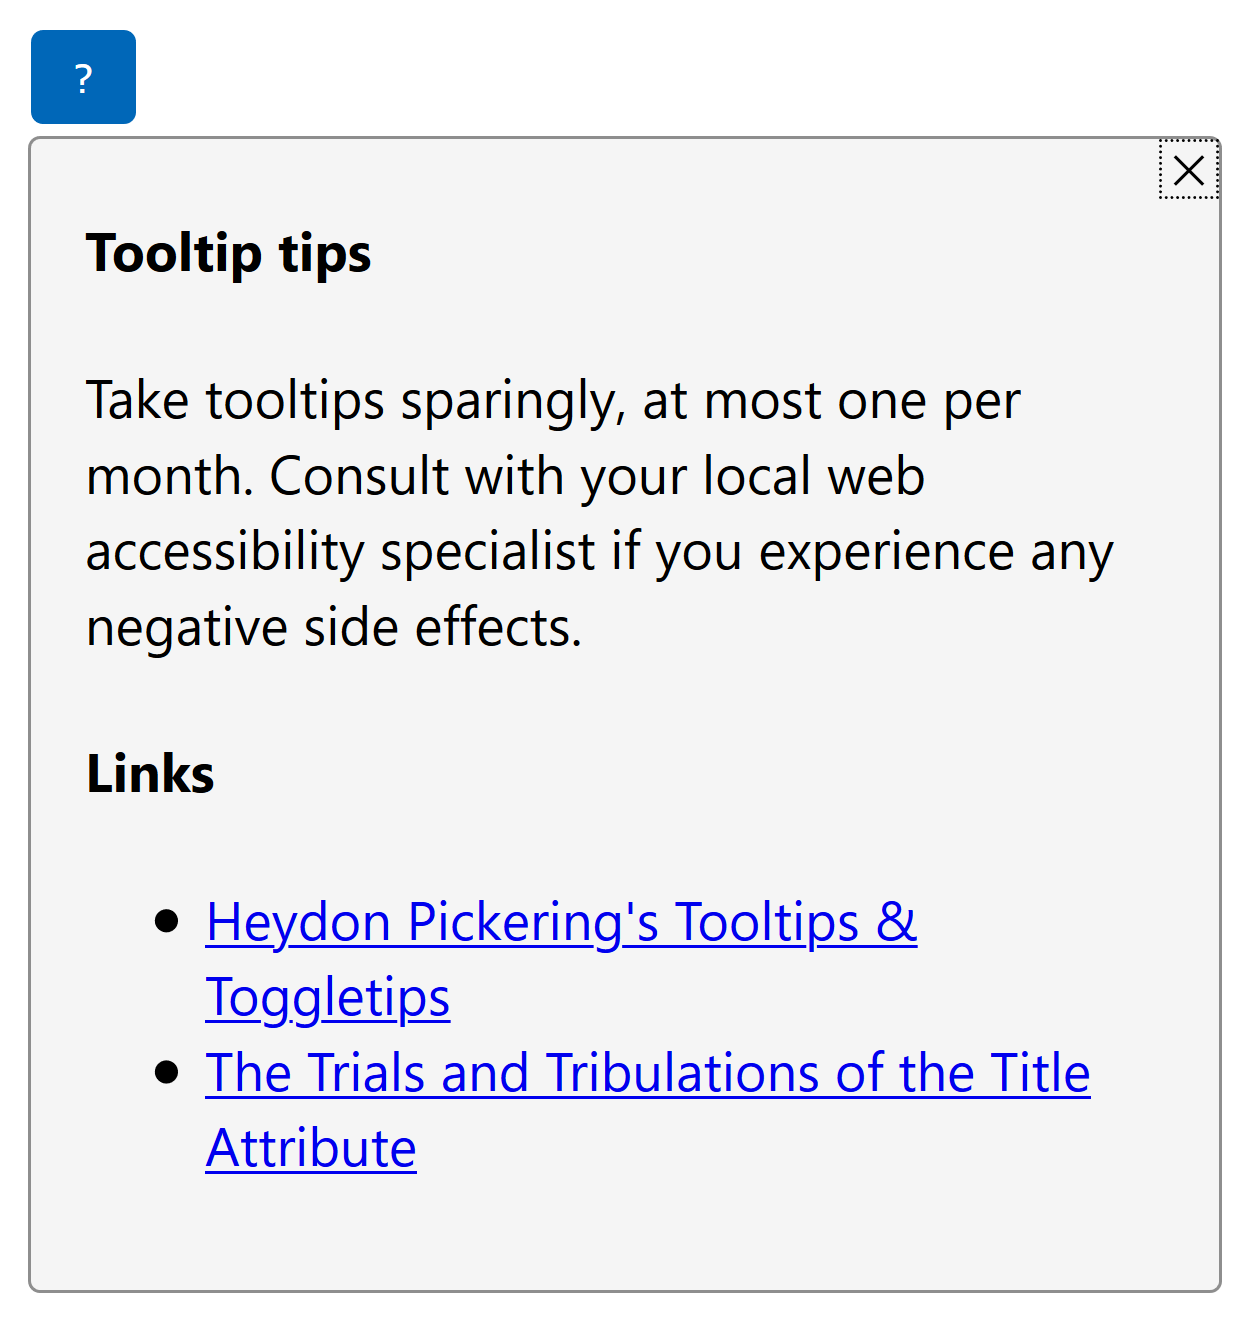 ?
Tooltip tips
Take tooltips sparingly, at most one per
month. Consult with your local web
accessibility specialist if you experience any
negative side effects.
Links
Heydon Pickering's Tooltips &
Toggletips
The Trials and Tribulations of the Title
Attribute